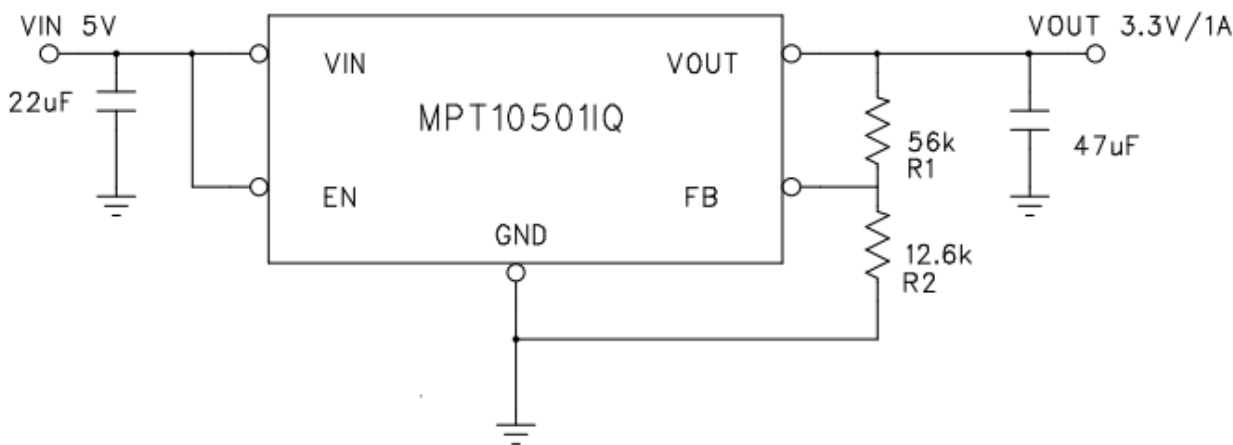 VIN 5V
VOUT 3.3V/1A
VIN
VOUT
22uF
MPT10501IQ
56k
R1
47uF
EN
FB
GND
12.6k
R2